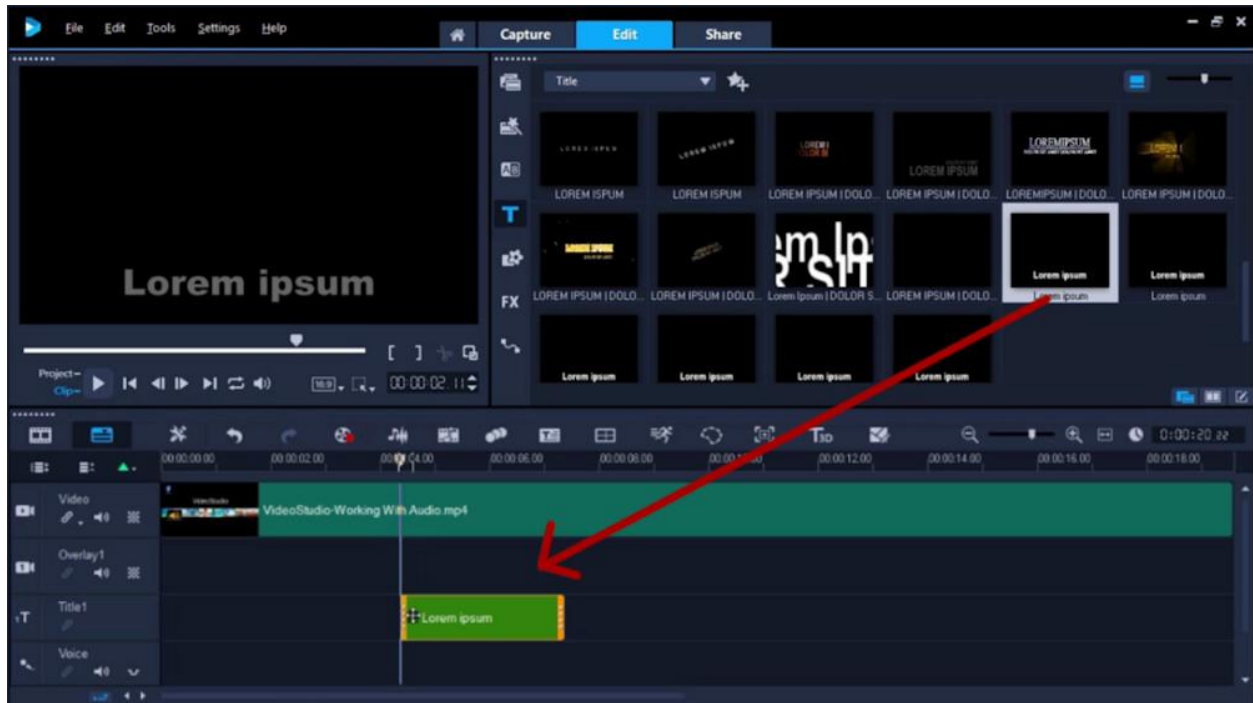 File Edit Tools Settings Help
Capture Edit Share
Title
LOREM ISPUM LOREM ISPUM LOREM IPSUM | DOLO... LOREM IPSUM | DOLO... LOREMIPSUM | DOLO... LOREM IPSUM | DOLO...
LOREM IPSUM | DOLO... LOREM IPSUM | DOLO... Lorem Ipsum | DOLOR S... LOREM IPSUM | DOLO... Lorem ipsum Lorem ipsum
Lorem ipsum Lorem ipsum Lorem ipsum Lorem ipsum
FX
Lorem ipsum
Project
Clip
16:9
00:00:02.11
T3D
0:00:20.22
00:00:00.00 00:00:02.00 00:00:06.00 00:00:08.00 00:00:12.00 00:00:14.00 00:00:16.00 00:00:18.00
Video
VideoStudio-Working With Audio.mp4
Overlay1
Title1
Lorem ipsum
Voice